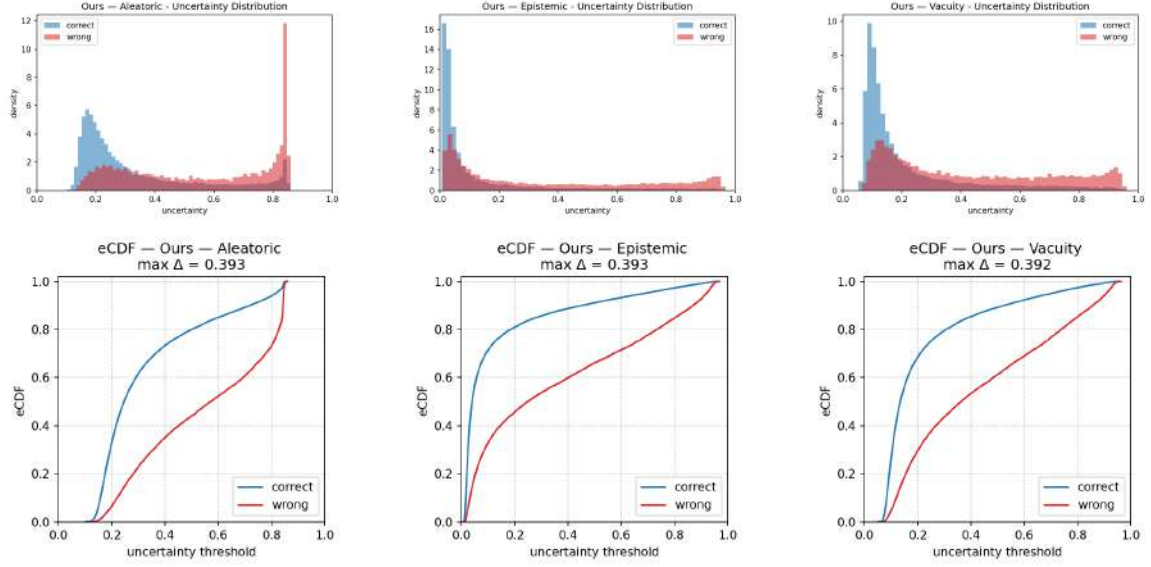 Ours — Aleatoric - Uncertainty Distribution
12
10
8
6
4
2
0
density
correct
wrong
0.0 0.2 0.4 0.6 0.8 1.0
uncertainty
Ours — Epistemic - Uncertainty Distribution
16
14
12
10
8
6
4
2
0
density
correct
wrong
0.0 0.2 0.4 0.6 0.8 1.0
uncertainty
Ours — Vacuity - Uncertainty Distribution
10
8
6
4
2
0
density
correct
wrong
0.0 0.2 0.4 0.6 0.8 1.0
uncertainty
eCDF — Ours — Aleatoric
max Δ = 0.393
1.0
0.8
0.6
0.4
0.2
0.0
eCDF
correct
wrong
0.0 0.2 0.4 0.6 0.8 1.0
uncertainty threshold
eCDF — Ours — Epistemic
max Δ = 0.393
1.0
0.8
0.6
0.4
0.2
0.0
eCDF
correct
wrong
0.0 0.2 0.4 0.6 0.8 1.0
uncertainty threshold
eCDF — Ours — Vacuity
max Δ = 0.392
1.0
0.8
0.6
0.4
0.2
0.0
eCDF
correct
wrong
0.0 0.2 0.4 0.6 0.8 1.0
uncertainty threshold